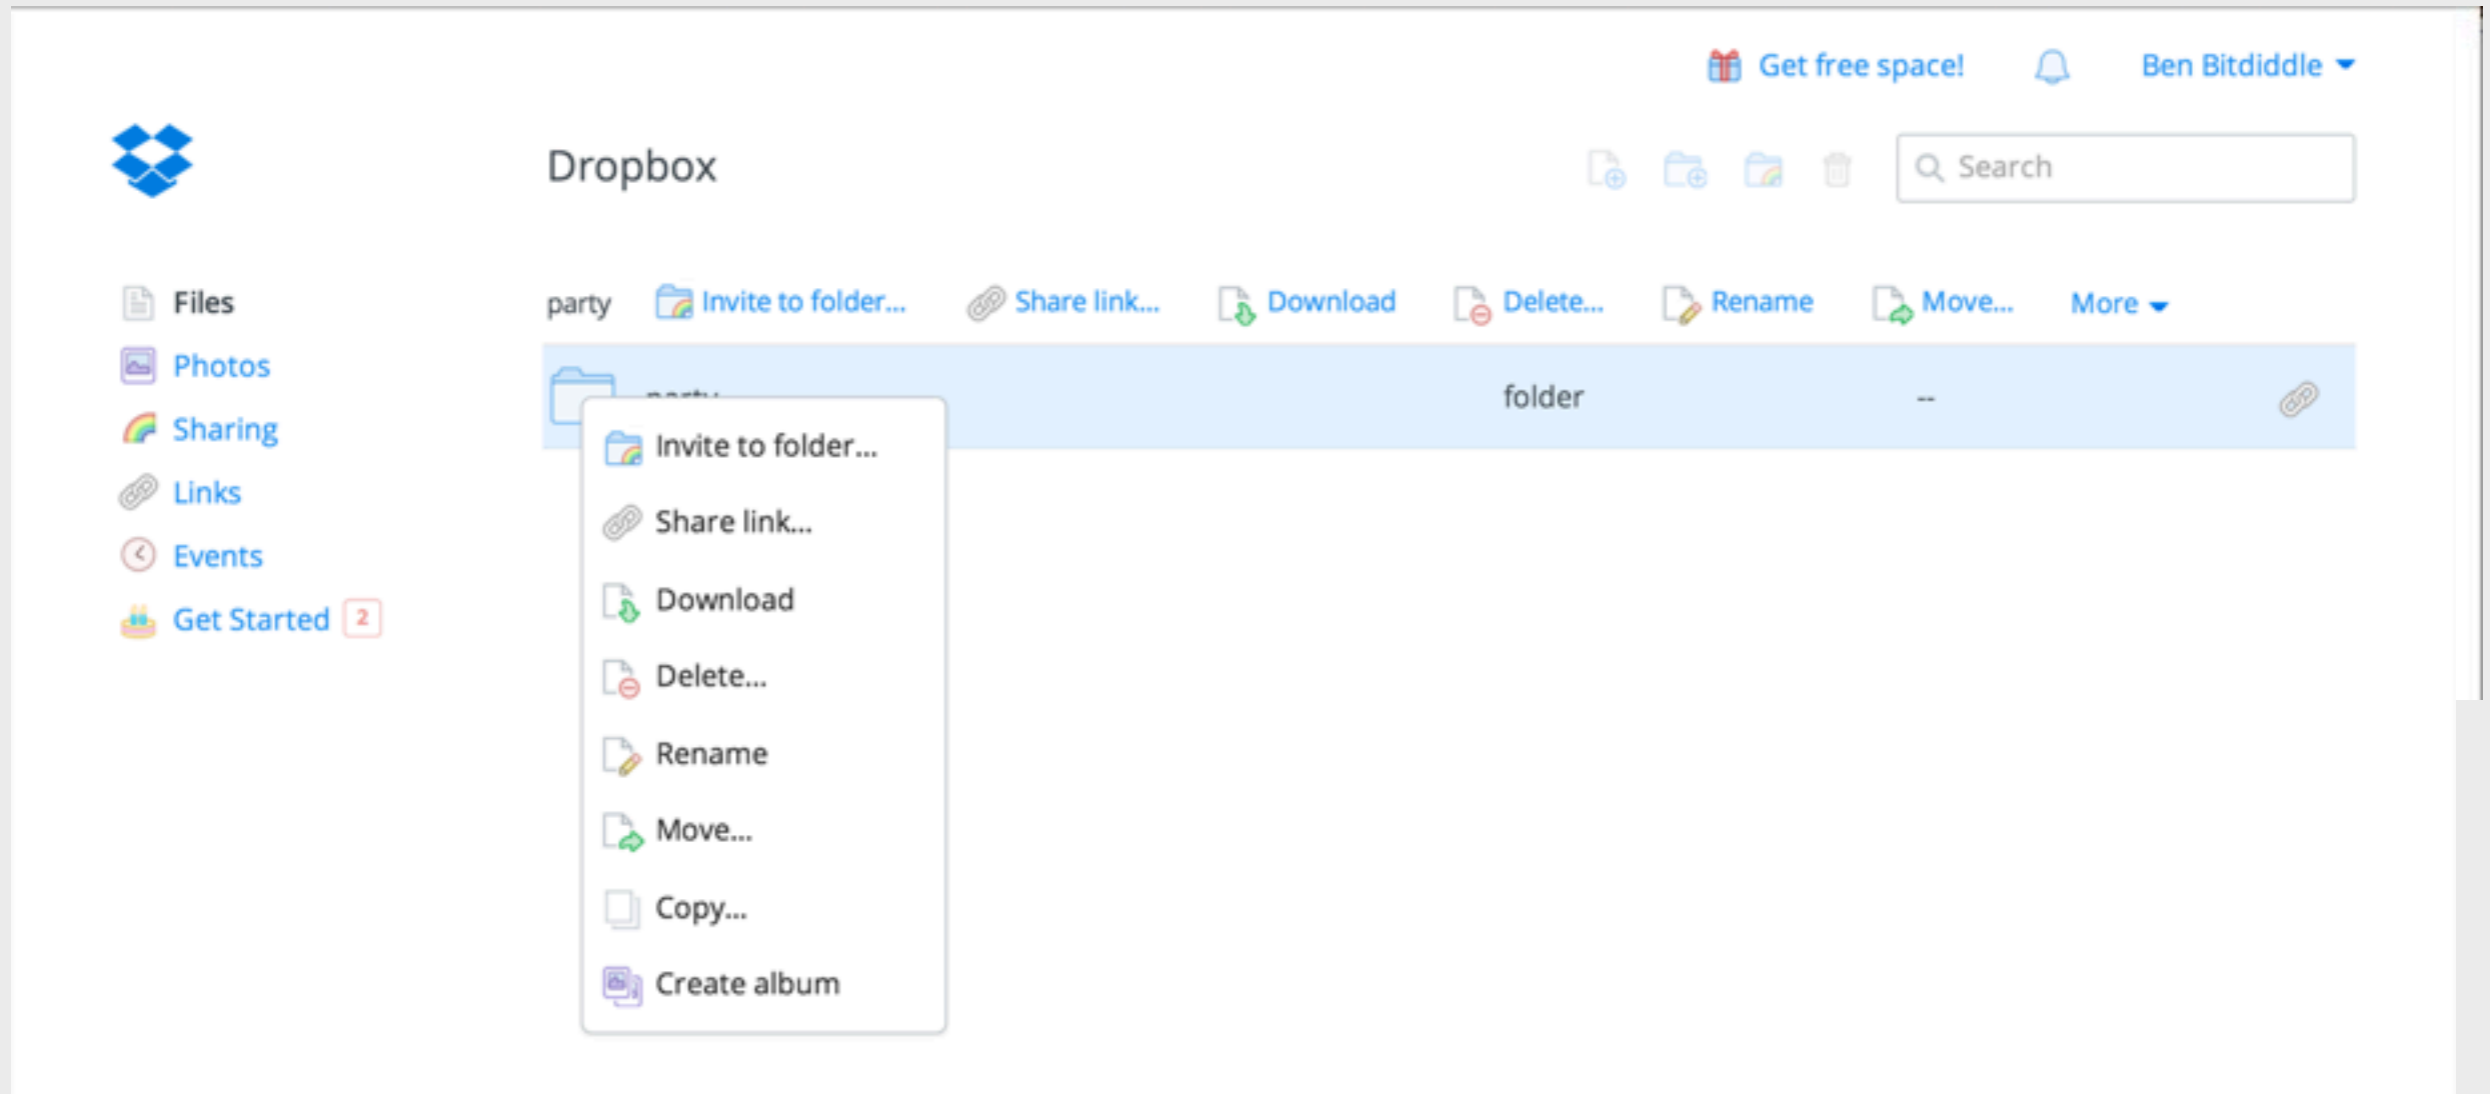 Get free space! Ben Bitdiddle
Dropbox Search
Files
Photos
Sharing
Links
Events
Get Started 2
party Invite to folder... Share link... Download Delete... Rename Move... More
party folder --
Invite to folder...
Share link...
Download
Delete...
Rename
Move...
Copy...
Create album